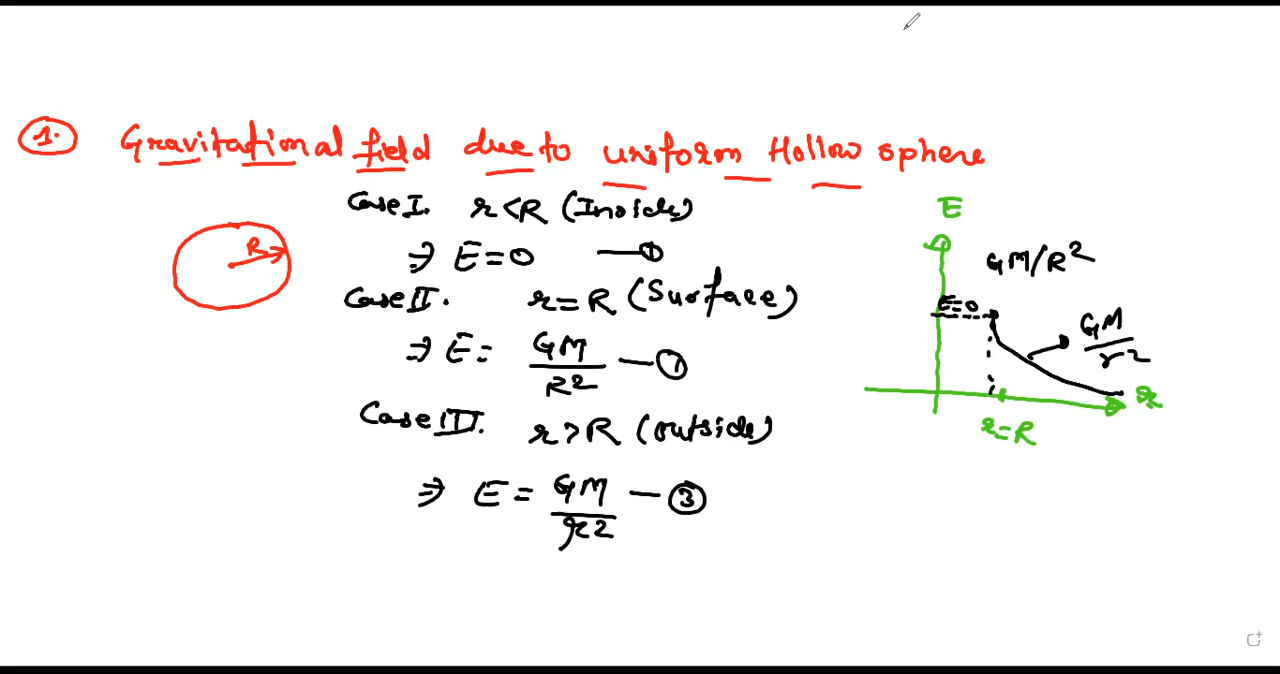 1. Gravitational field due to uniform Hollow sphere
R
Case I. r < R (Inside)
⇒ E = 0 — ①
Case II. r = R (Surface)
⇒ E = GM/R² — ①
Case III. r > R (outside)
⇒ E = GM/r² — ③
E
GM/R²
E=0
GM/r²
r
r=R